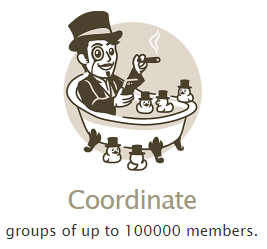 Coordinate
groups of up to 100000 members.